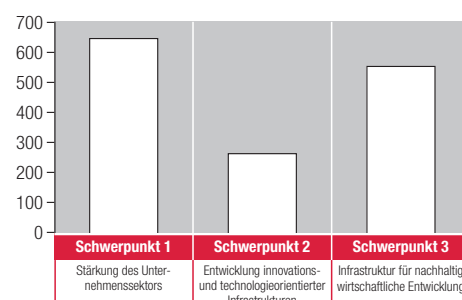 700
600
500
400
300
200
100
0
Schwerpunkt 1
Schwerpunkt 2
Schwerpunkt 3
Stärkung des Unter-
nehmenssektors
Entwicklung innovations-
und technologieorientierter
Infrastrukturen
Infrastruktur für nachhaltig
wirtschaftliche Entwicklung